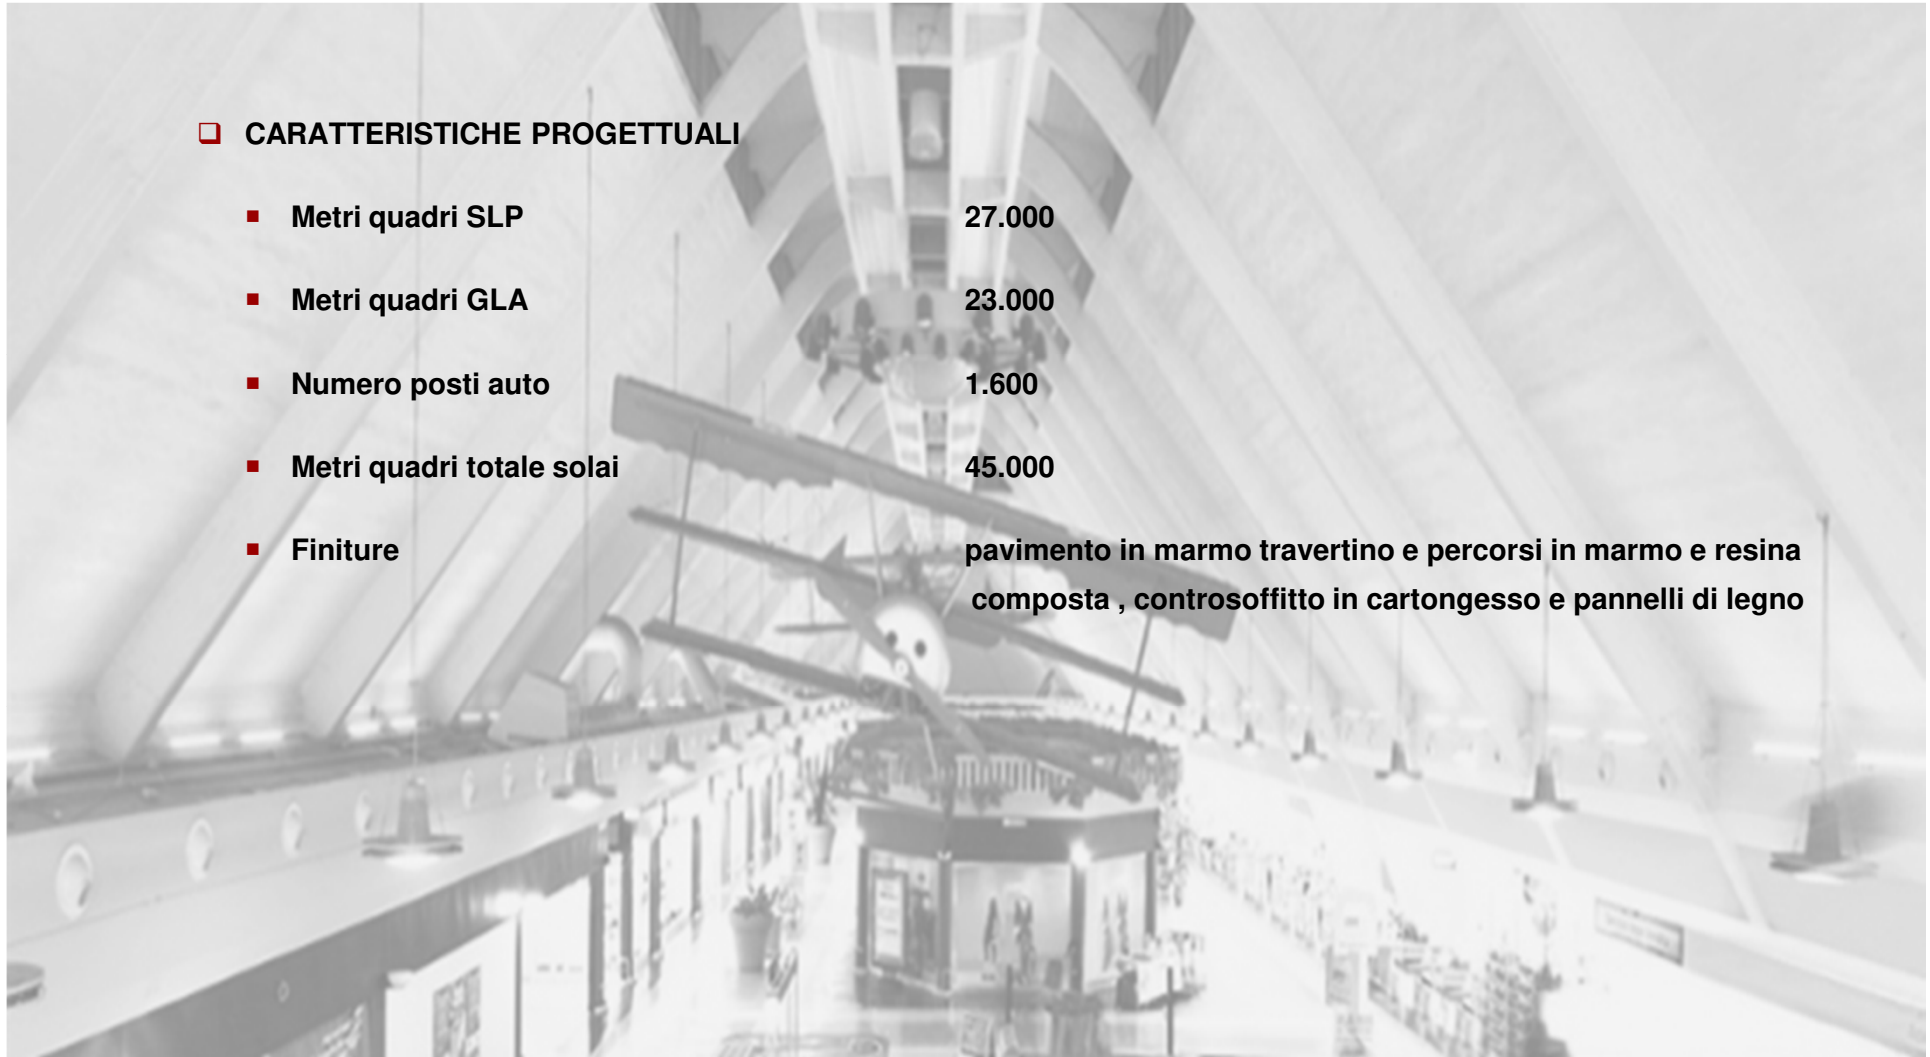 CARATTERISTICHE PROGETTUALI
Metri quadri SLP 27.000
Metri quadri GLA 23.000
Numero posti auto 1.600
Metri quadri totale solai 45.000
Finiture pavimento in marmo travertino e percorsi in marmo e resina
composta , controsoffitto in cartongesso e pannelli di legno